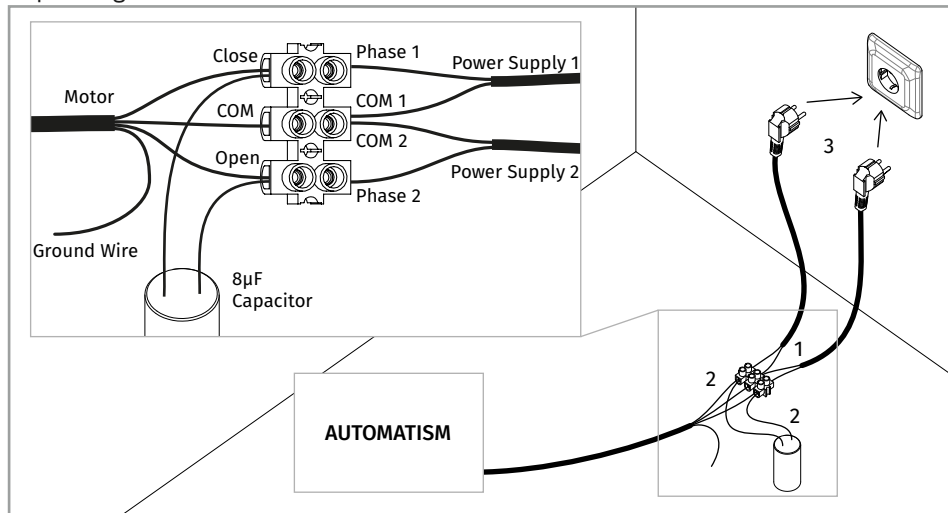 Close
Phase 1
Power Supply 1
Motor
COM
COM 1
COM 2
Open
Power Supply 2
Phase 2
Ground Wire
8µF
Capacitor
3
1
2
2
AUTOMATISM